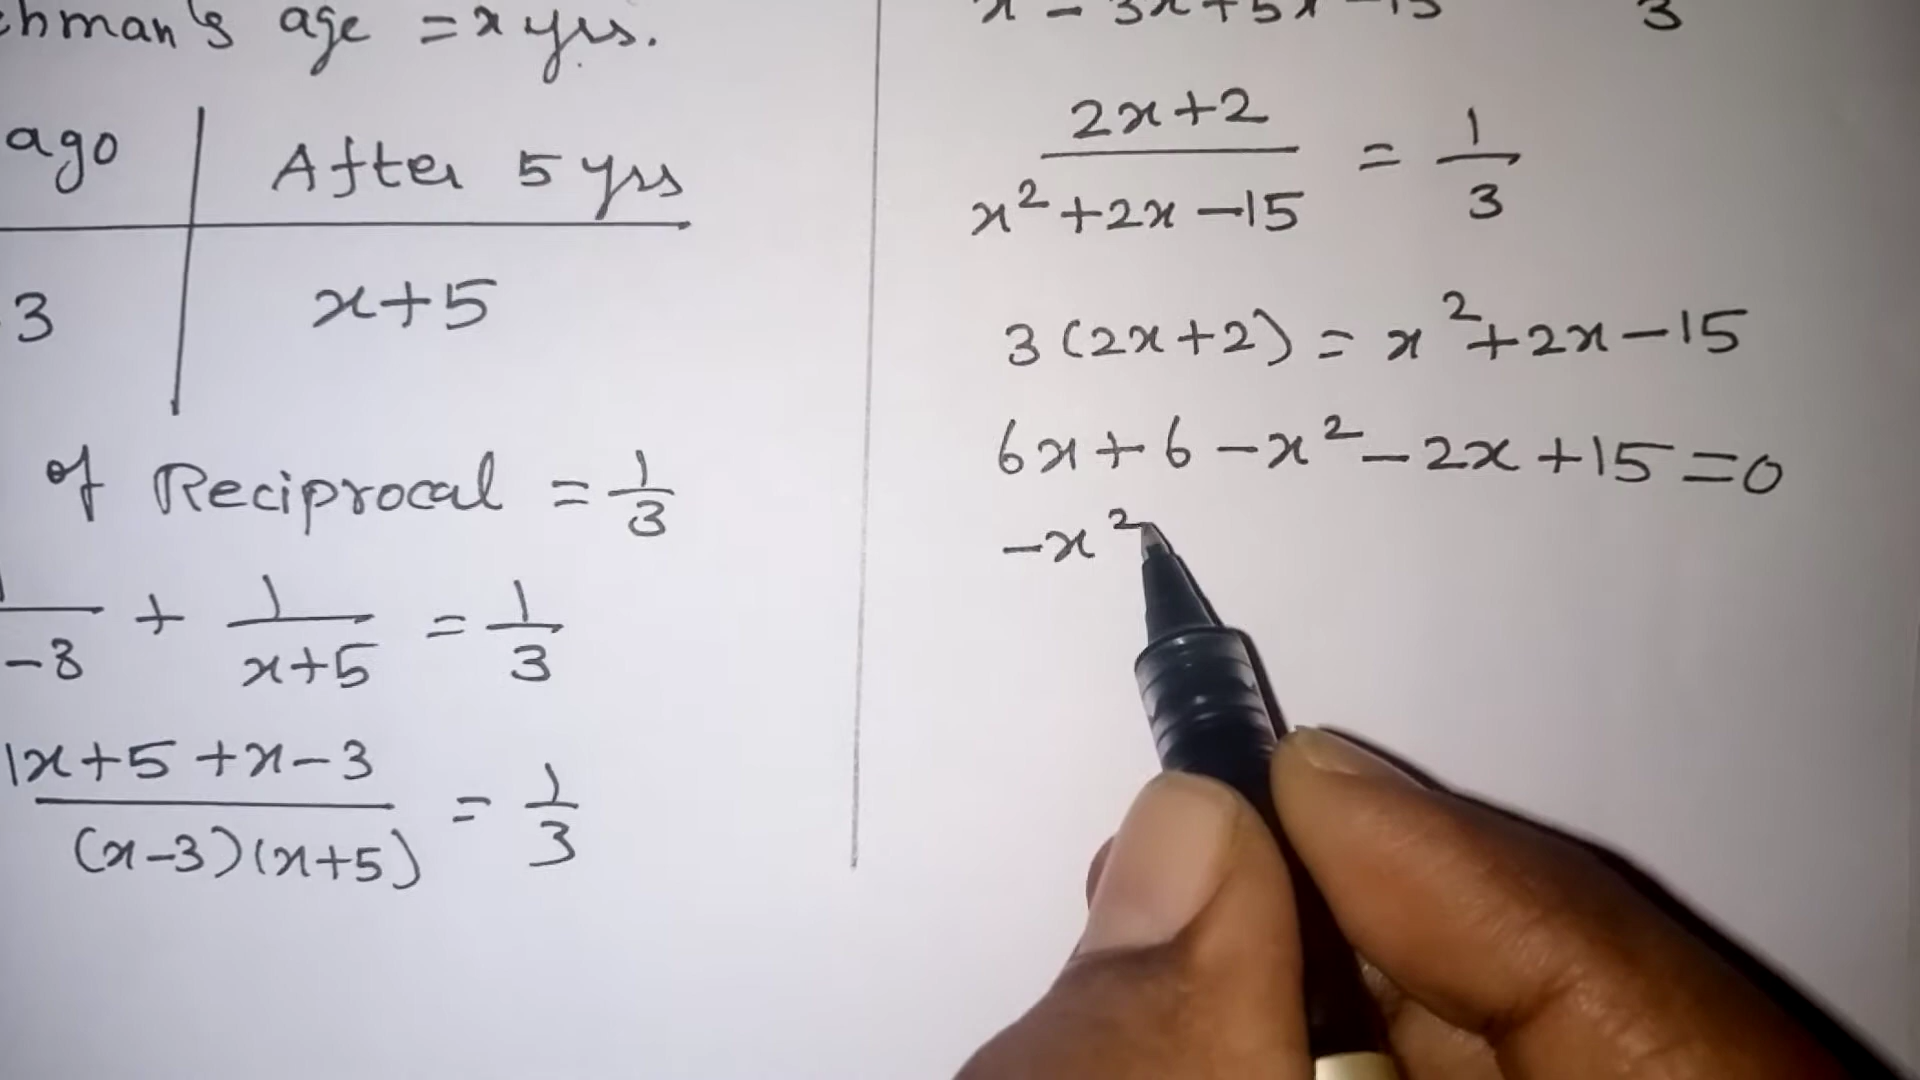 age = x yrs.
ago | After 5 yrs
3 | x+5
of Reciprocal = 1/3
+ 1/(x+5) = 1/3
1x+5+x-3/((x-3)(x+5)) = 1/3
3
(2x+2)/(x²+2x-15) = 1/3
3(2x+2) = x²+2x-15
6x+6-x²-2x+15=0
-x²